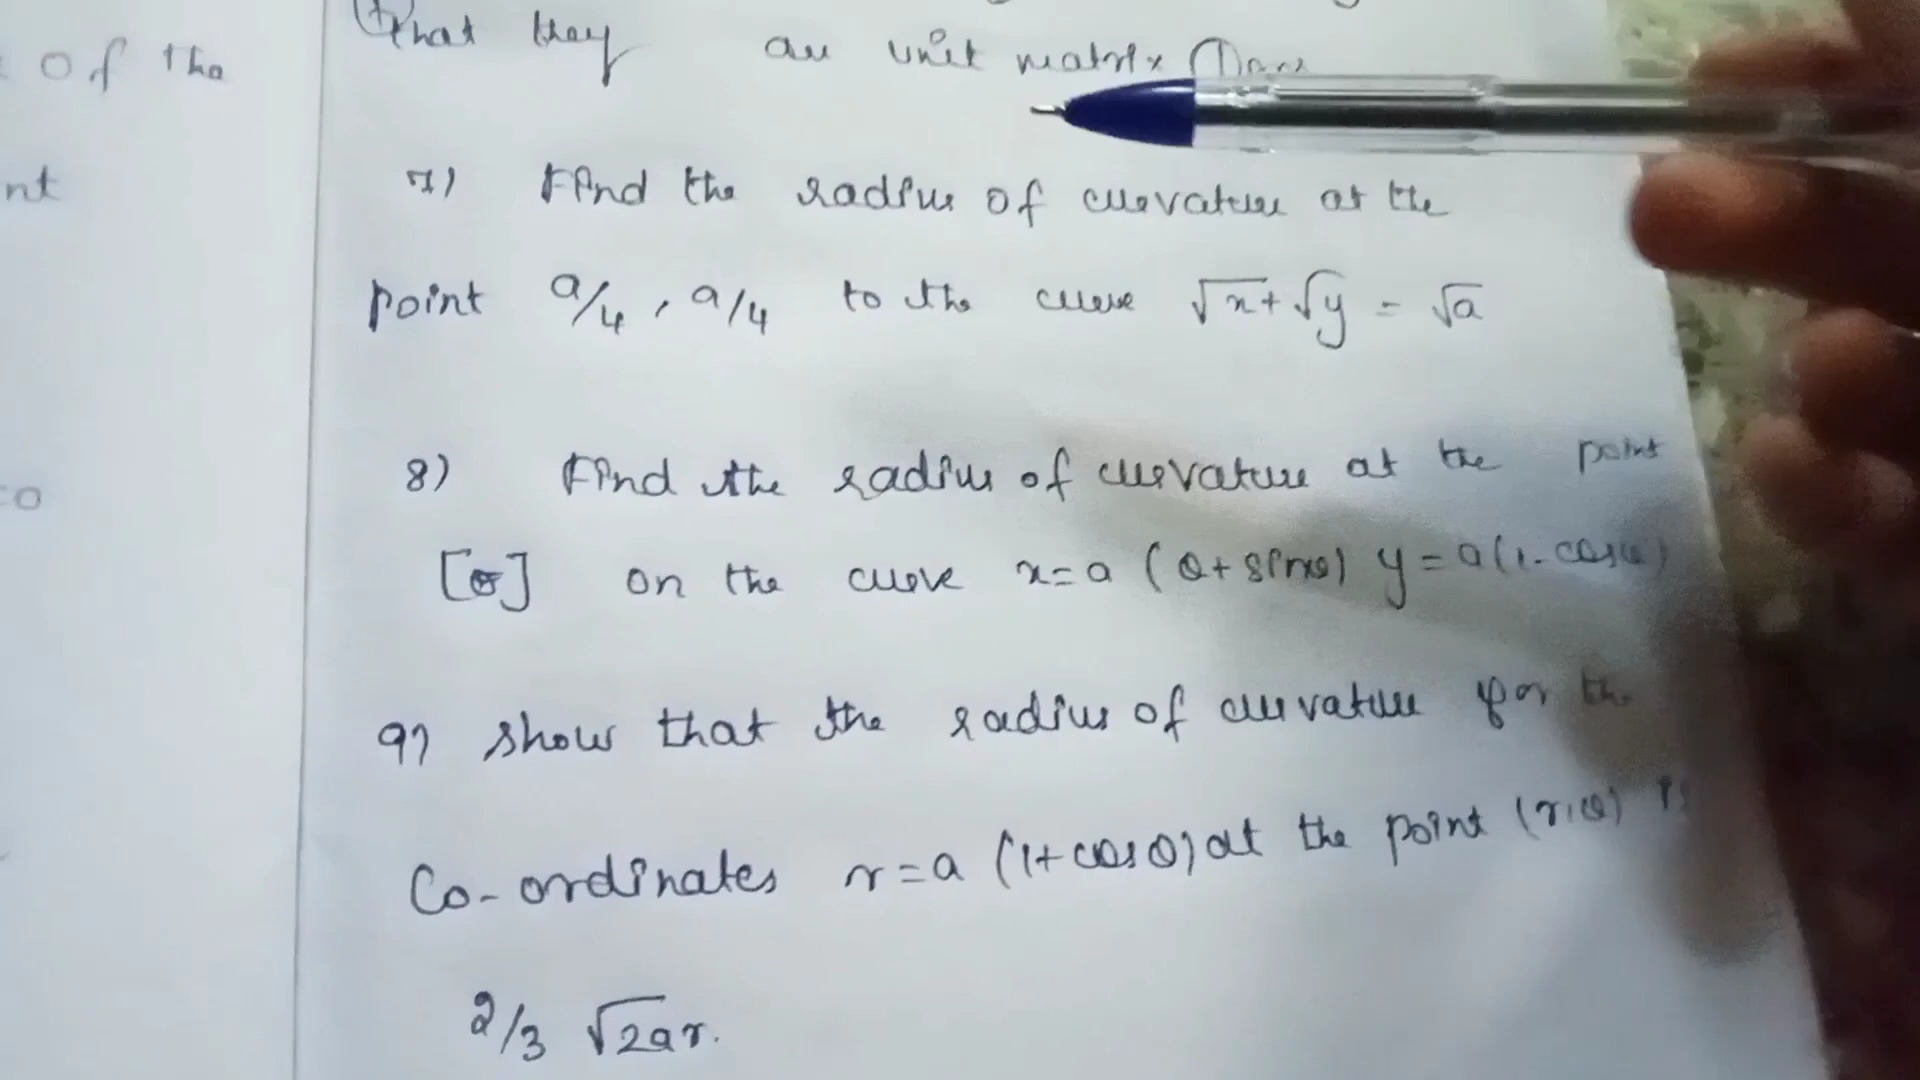 of the
that they are unit matrix
nt
7) Find the radius of curvature at the
point a/4, a/4 to the curve √x + √y = √a
8) Find the radius of curvature at the point
[θ] on the curve x=a (θ+sinθ) y=a(1-cosθ)
9) show that the radius of curvature for the
Co-ordinates r=a (1+cosθ) at the point (r,θ) is
2/3 √2ar.